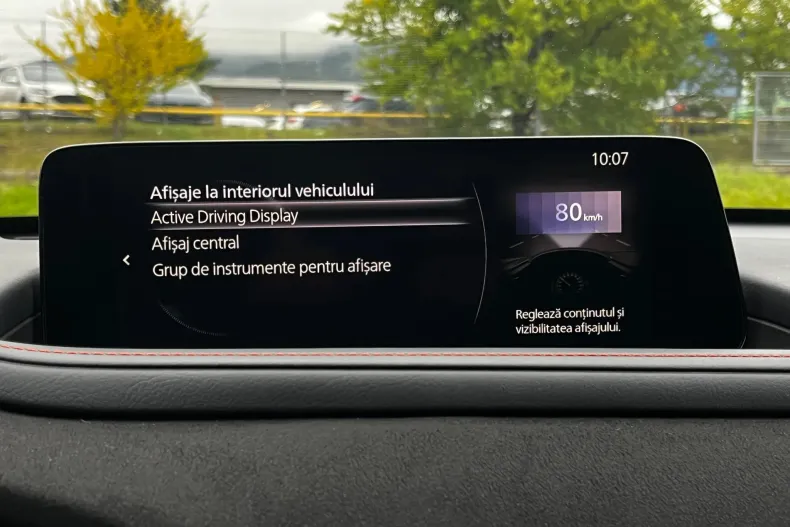 10:07
Afișaje la interiorul vehiculului
Active Driving Display
Afișaj central
Grup de instrumente pentru afișare
80 km/h
Reglează conținutul și
vizibilitatea afișajului.